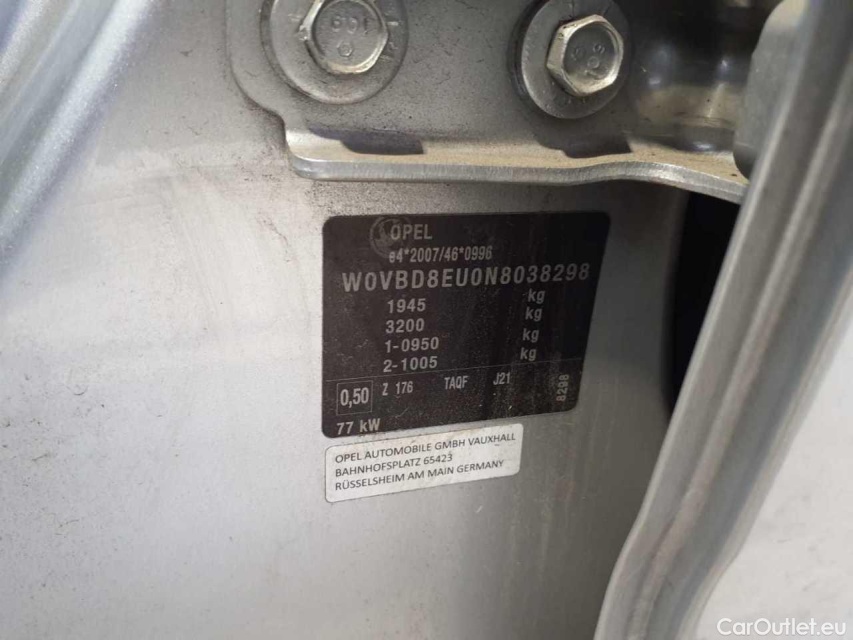 OPEL
e4*2007/46*0996
W0VBD8EU0N8038298
1945 kg
3200 kg
1-0950 kg
2-1005 kg
0,50 Z 176 TAQF J21 8298
77 kW
OPEL AUTOMOBILE GMBH VAUXHALL
BAHNHOFSPLATZ 65423
RÜSSELSHEIM AM MAIN GERMANY
CarOutlet.eu